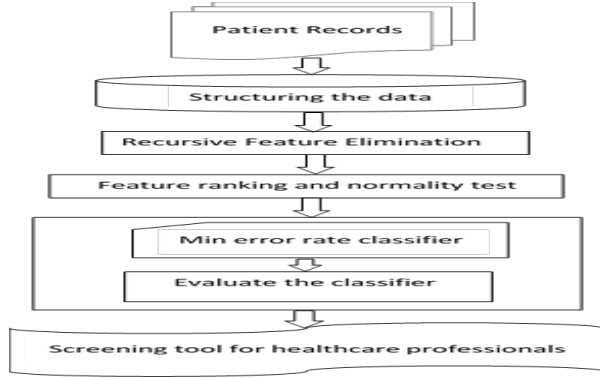 Patient Records
Structuring the data
Recursive Feature Elimination
Feature ranking and normality test
Min error rate classifier
Evaluate the classifier
Screening tool for healthcare professionals